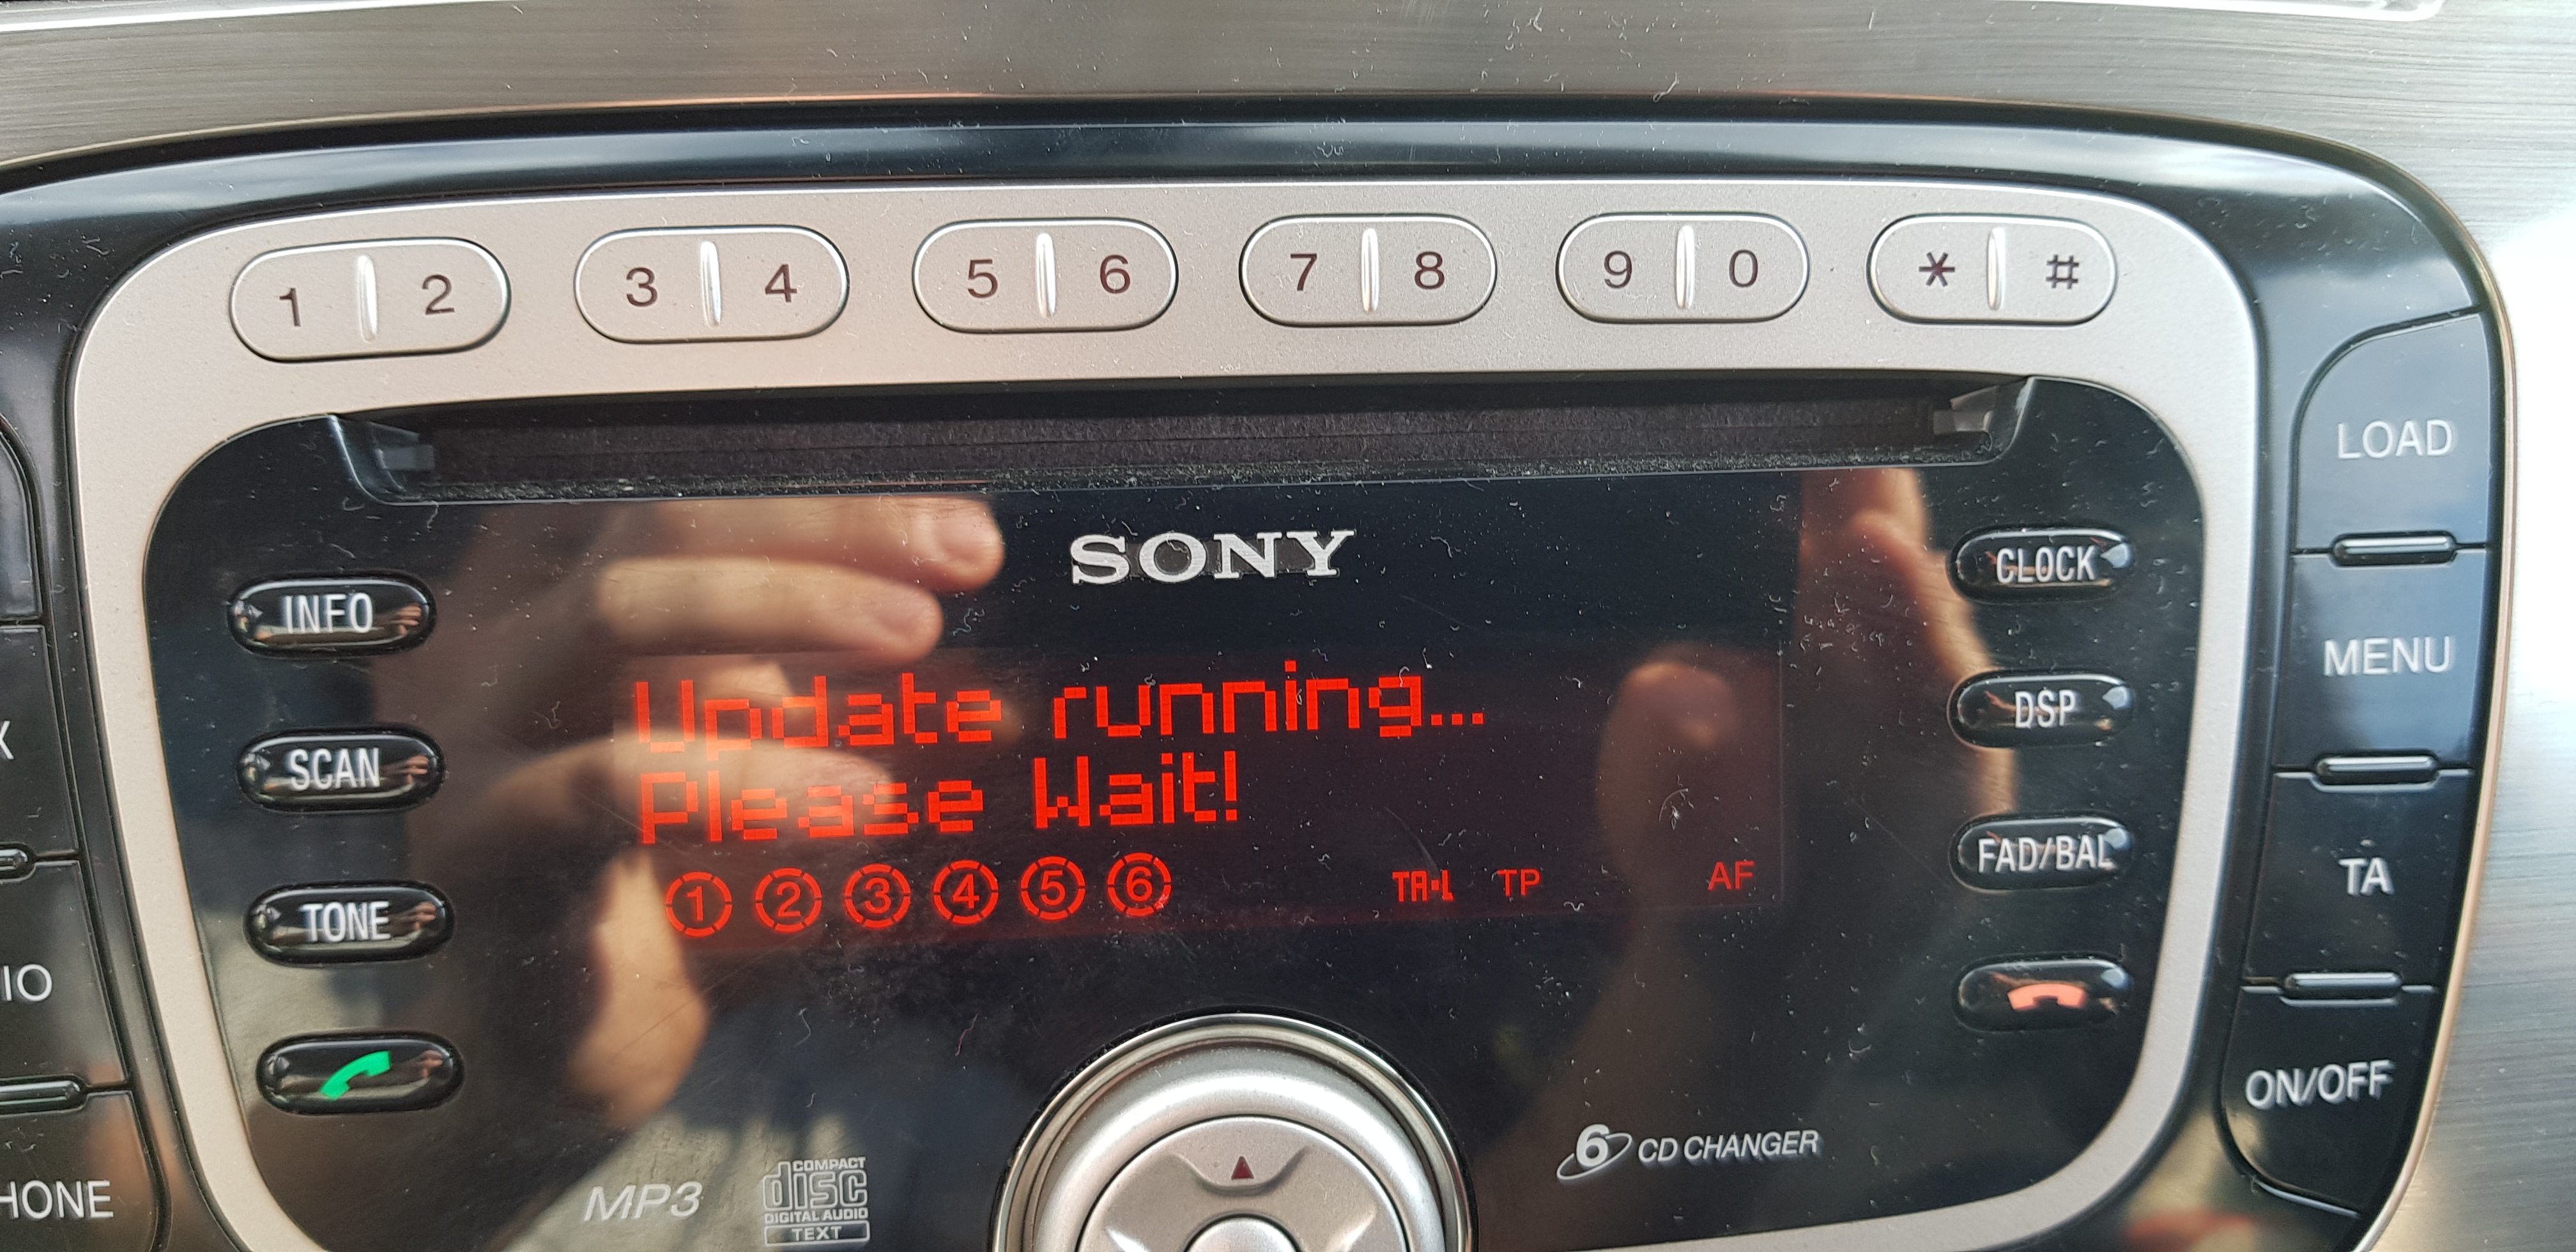 1 2 3 4 5 6 7 8 9 0 * #
LOAD
SONY
CLOCK
INFO
MENU
DSP
Update running...
Please Wait!
SCAN
FAD/BAL
TA
1 2 3 4 5 6 TA-L TP AF
TONE
IO
ON/OFF
6 CD CHANGER
MP3
COMPACT
disc
DIGITAL AUDIO
TEXT
HONE